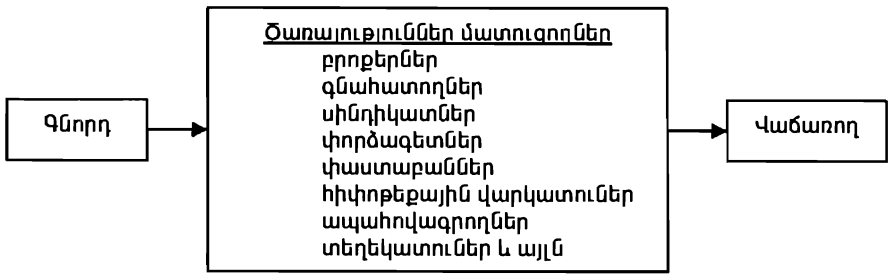 Ծառայություններ մատուցողներ
բրոքերներ
գնահատողներ
սինդիկատներ
փորձագետներ
փաստաբաններ
հիփոթեքային վարկատուներ
ապահովագրողներ
տեղեկատուներ և այլն
Գնորդ
Վաճառող